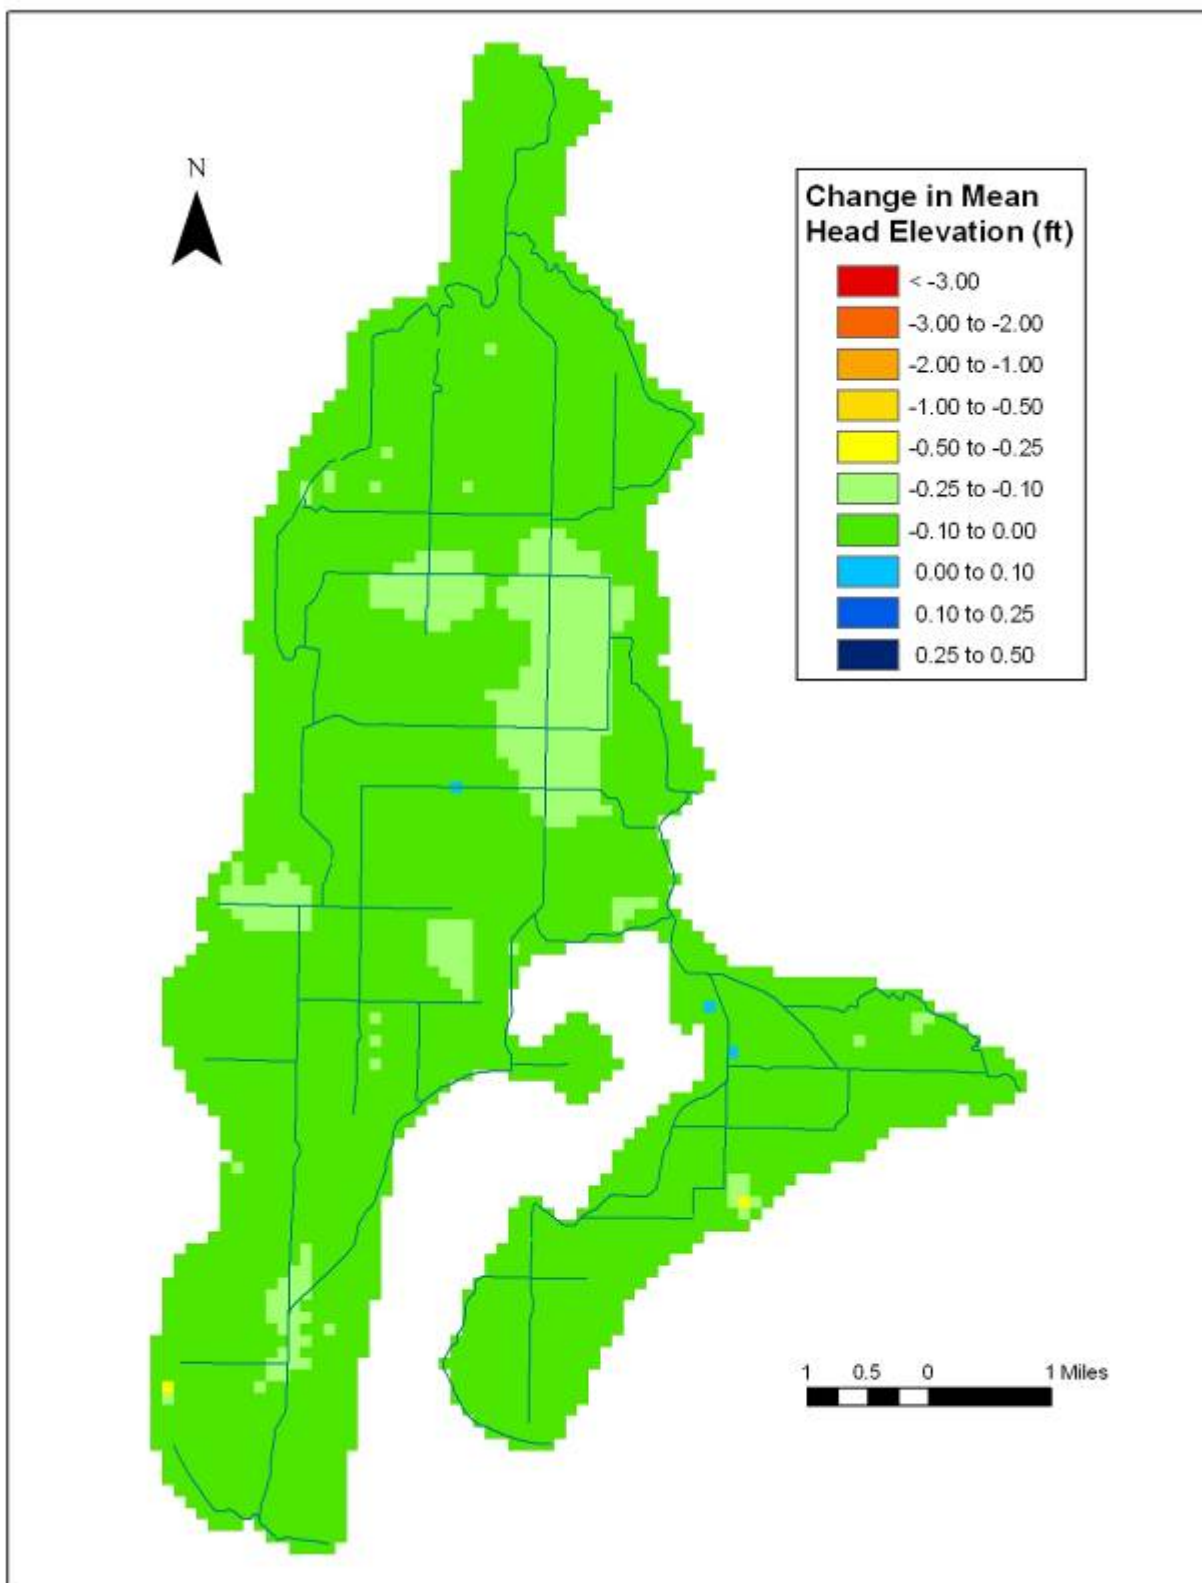 N
Change in Mean
Head Elevation (ft)
< -3.00
-3.00 to -2.00
-2.00 to -1.00
-1.00 to -0.50
-0.50 to -0.25
-0.25 to -0.10
-0.10 to 0.00
0.00 to 0.10
0.10 to 0.25
0.25 to 0.50
1 0.5 0 1 Miles